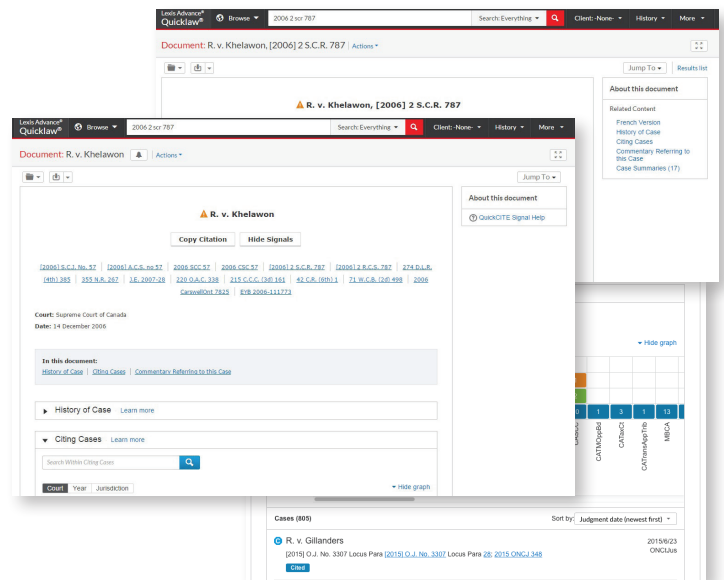 Lexis Advance®
Quicklaw® Browse 2006 2 scr 787 Search: Everything Client: -None- History More
Document: R. v. Khelawon, [2006] 2 S.C.R. 787 Actions
Jump To Results list
R. v. Khelawon, [2006] 2 S.C.R. 787
About this document
Related Content
French Version
History of Case
Citing Cases
Commentary Referring to
this Case
Case Summaries (17)
Lexis Advance®
Quicklaw® Browse 2006 2 scr 787 Search: Everything Client: -None- History More
Document: R. v. Khelawon Actions
Jump To
R. v. Khelawon
Copy Citation Hide Signals
[2006] S.C.J. No. 57 [2006] A.C.S. no 57 2006 SCC 57 2006 CSC 57 [2006] 2 S.C.R. 787 [2006] 2 R.C.S. 787 274 D.L.R.
(4th) 385 355 N.R. 267 J.E. 2007-28 220 O.A.C. 338 215 C.C.C. (3d) 161 42 C.R. (6th) 1 71 W.C.B. (2d) 498 2006
CarswellOnt 7825 EYB 2006-111773
Court: Supreme Court of Canada
Date: 14 December 2006
In this document:
History of Case Citing Cases Commentary Referring to this Case
History of Case Learn more
Citing Cases Learn more
Search Within Citing Cases
Court Year Jurisdiction Hide graph
About this document
QuickCITE Signal Help
Hide graph
0 1 3 1 13
CATMOppBd
CATaxCt
CATransAppTrib
MBCA
Cases (805) Sort by: Judgment date (newest first)
C R. v. Gillanders 2015/6/23
[2015] O.J. No. 3307 Locus Para [2015] O.J. No. 3307 Locus Para 28; 2015 ONCJ 348 ONCtJus
Cited